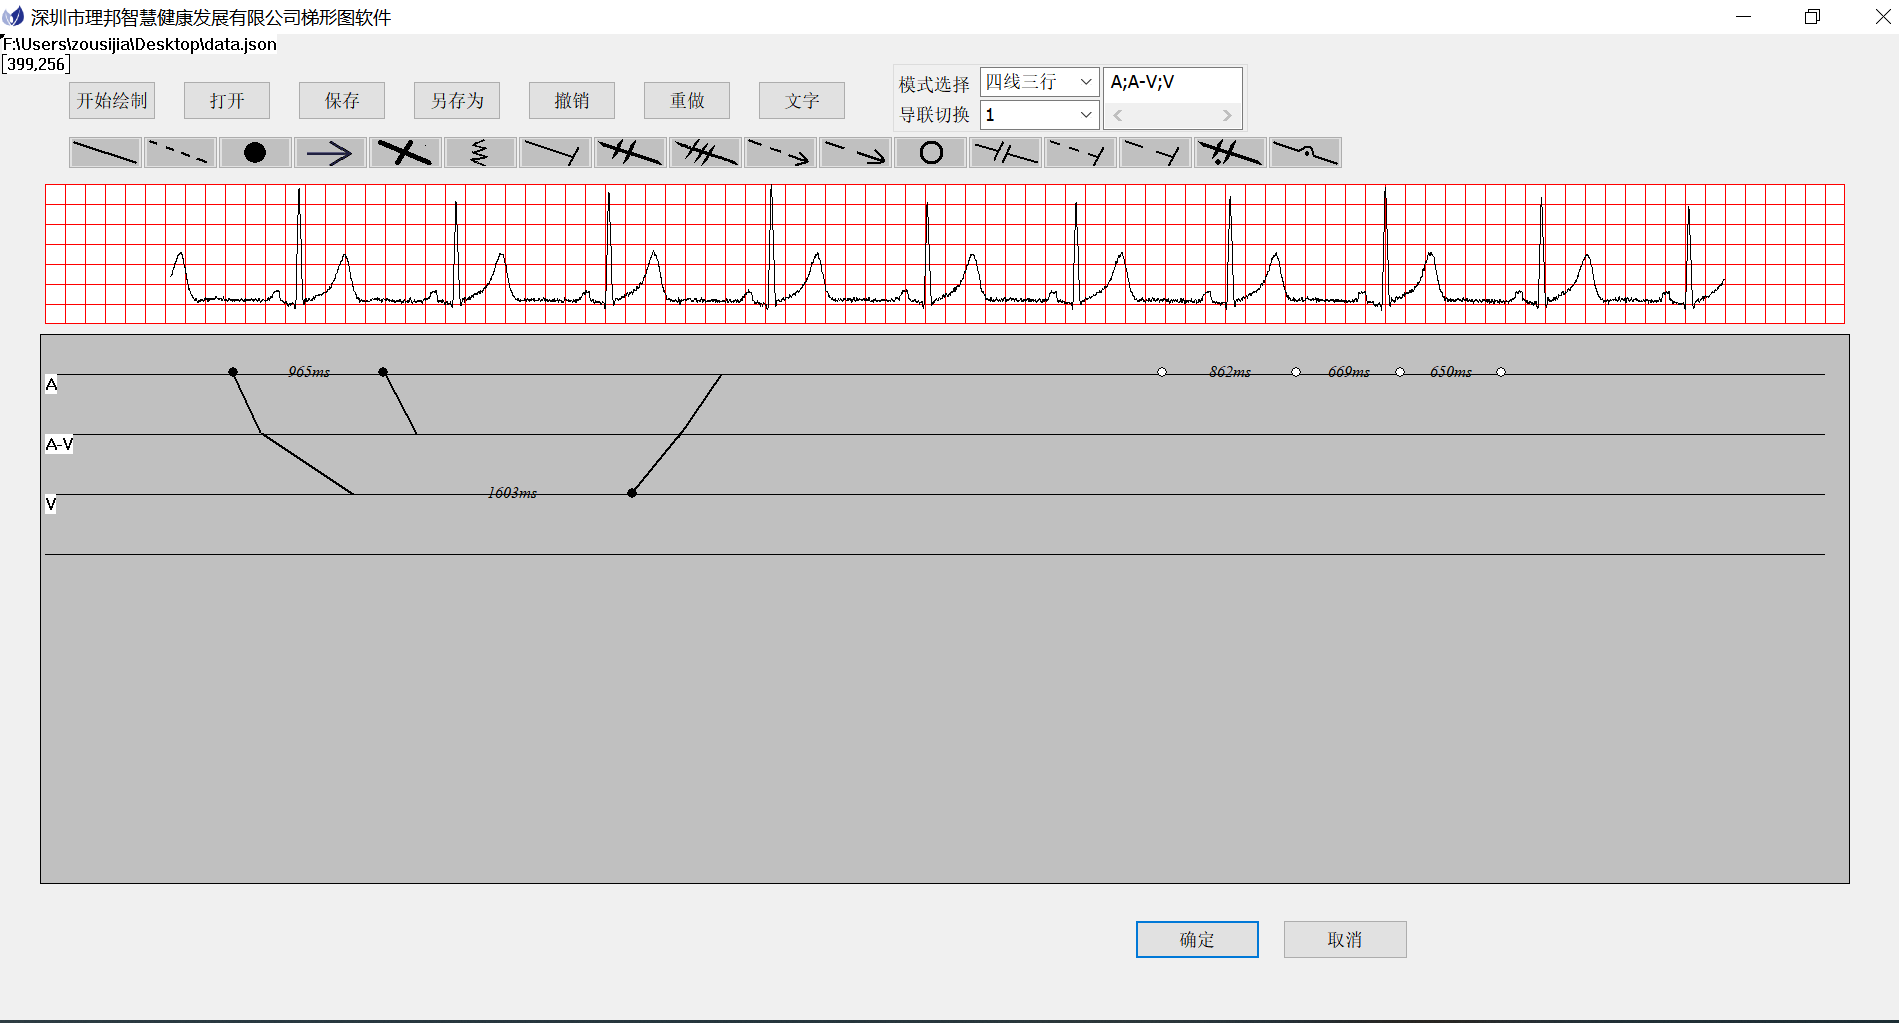 深圳市理邦智慧健康发展有限公司梯形图软件
F:\Users\zousijia\Desktop\data.json
[399,256]
开始绘制 打开 保存 另存为 撤销 重做 文字
模式选择 四线三行 A;A-V;V
导联切换 1
965ms 862ms 669ms 650ms
A
A-V
1603ms
V
确定 取消